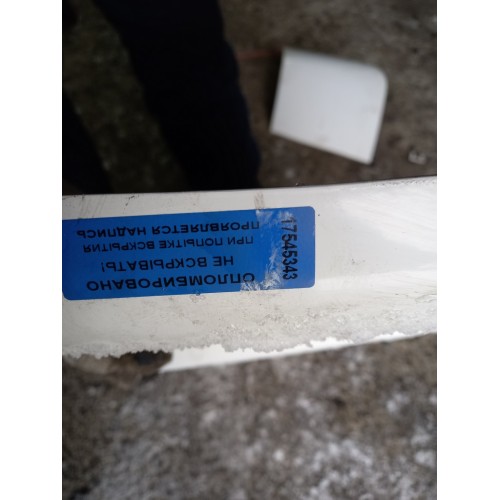 ОПЛОМБИРОВАНО
НЕ ВСКРЫВАТЬ!
ПРИ ПОПЫТКЕ ВСКРЫТИЯ
ПРОЯВЛЯЕТСЯ НАДПИСЬ
17545343